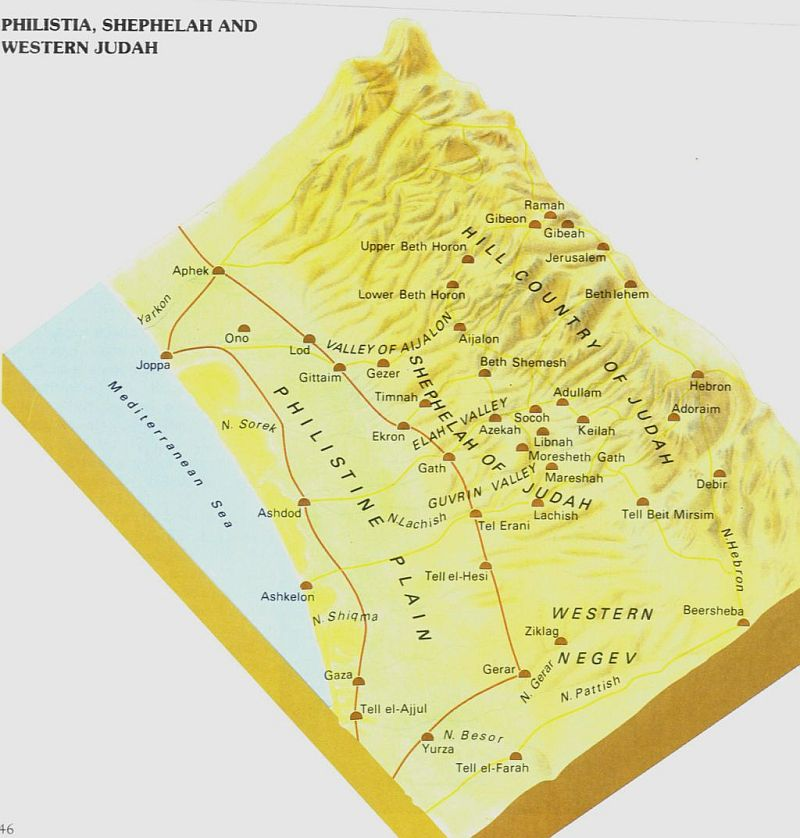 PHILISTIA, SHEPHELAH AND
WESTERN JUDAH
Ramah
Gibeon
Gibeah
Upper Beth Horon
Jerusalem
HILL COUNTRY OF JUDAH
Aphek
Lower Beth Horon
Bethlehem
Yarkon
Ono
Lod
VALLEY OF AIJALON
Aijalon
Joppa
Gittaim
Gezer
Beth Shemesh
SHEPHELAH OF JUDAH
Hebron
Mediterranean Sea
Timnah
Adullam
Adoraim
PHILISTINE PLAIN
N. Sorek
ELAH VALLEY
Socoh
Azekah
Keilah
Ekron
Libnah
Gath
Moresheth Gath
Mareshah
Debir
GUVRIN VALLEY
Ashdod
N.Lachish
Lachish
Tell Beit Mirsim
Tel Erani
N.Hebron
Tell el-Hesi
Ashkelon
N. Shiqma
WESTERN
Beersheba
Ziklag
NEGEV
Gaza
Gerar
N. Gerar
N. Pattish
Tell el-Ajjul
N. Besor
Yurza
Tell el-Farah
46